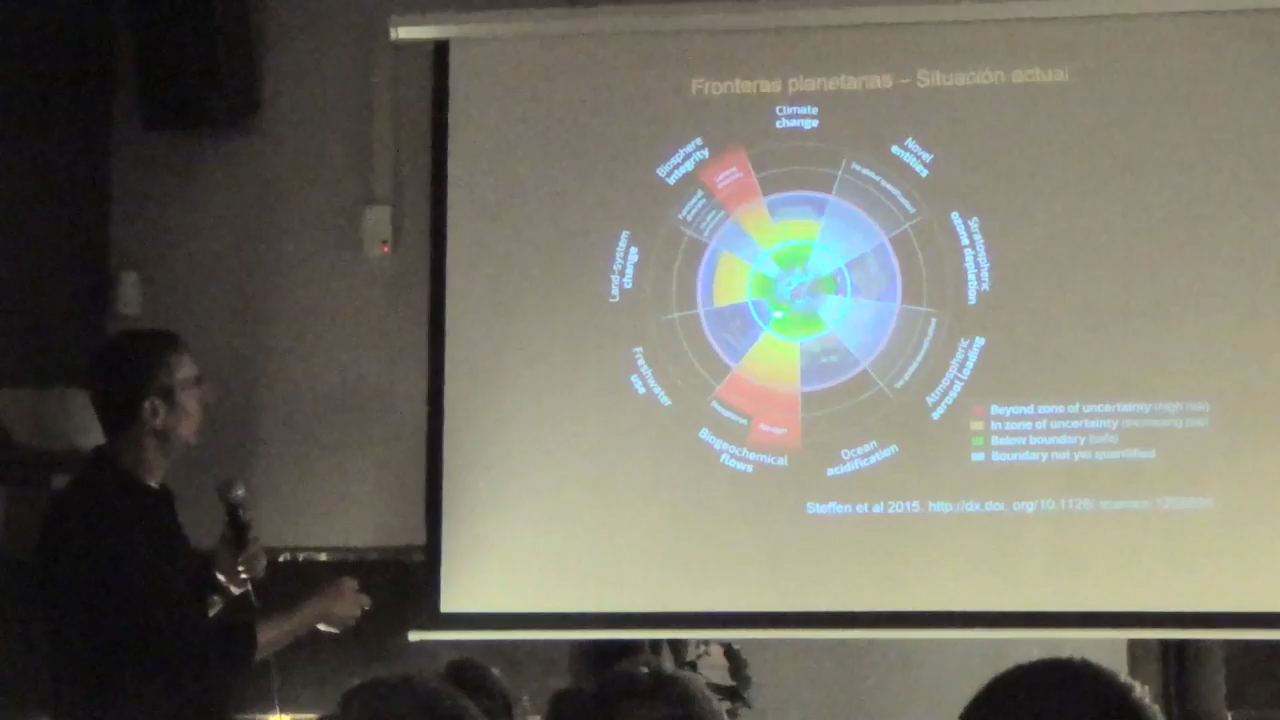 Fronteras planetarias – Situación actual
Climate
change
Novel
entities
Stratospheric
ozone depletion
Atmospheric
aerosol loading
Ocean
acidification
Biogeochemical
flows
Freshwater
use
Land-system
change
Biosphere
integrity
Beyond zone of uncertainty (high risk)
In zone of uncertainty (increasing risk)
Below boundary (safe)
Boundary not yet quantified
Steffen et al 2015. http://dx.doi. org/10.1126/